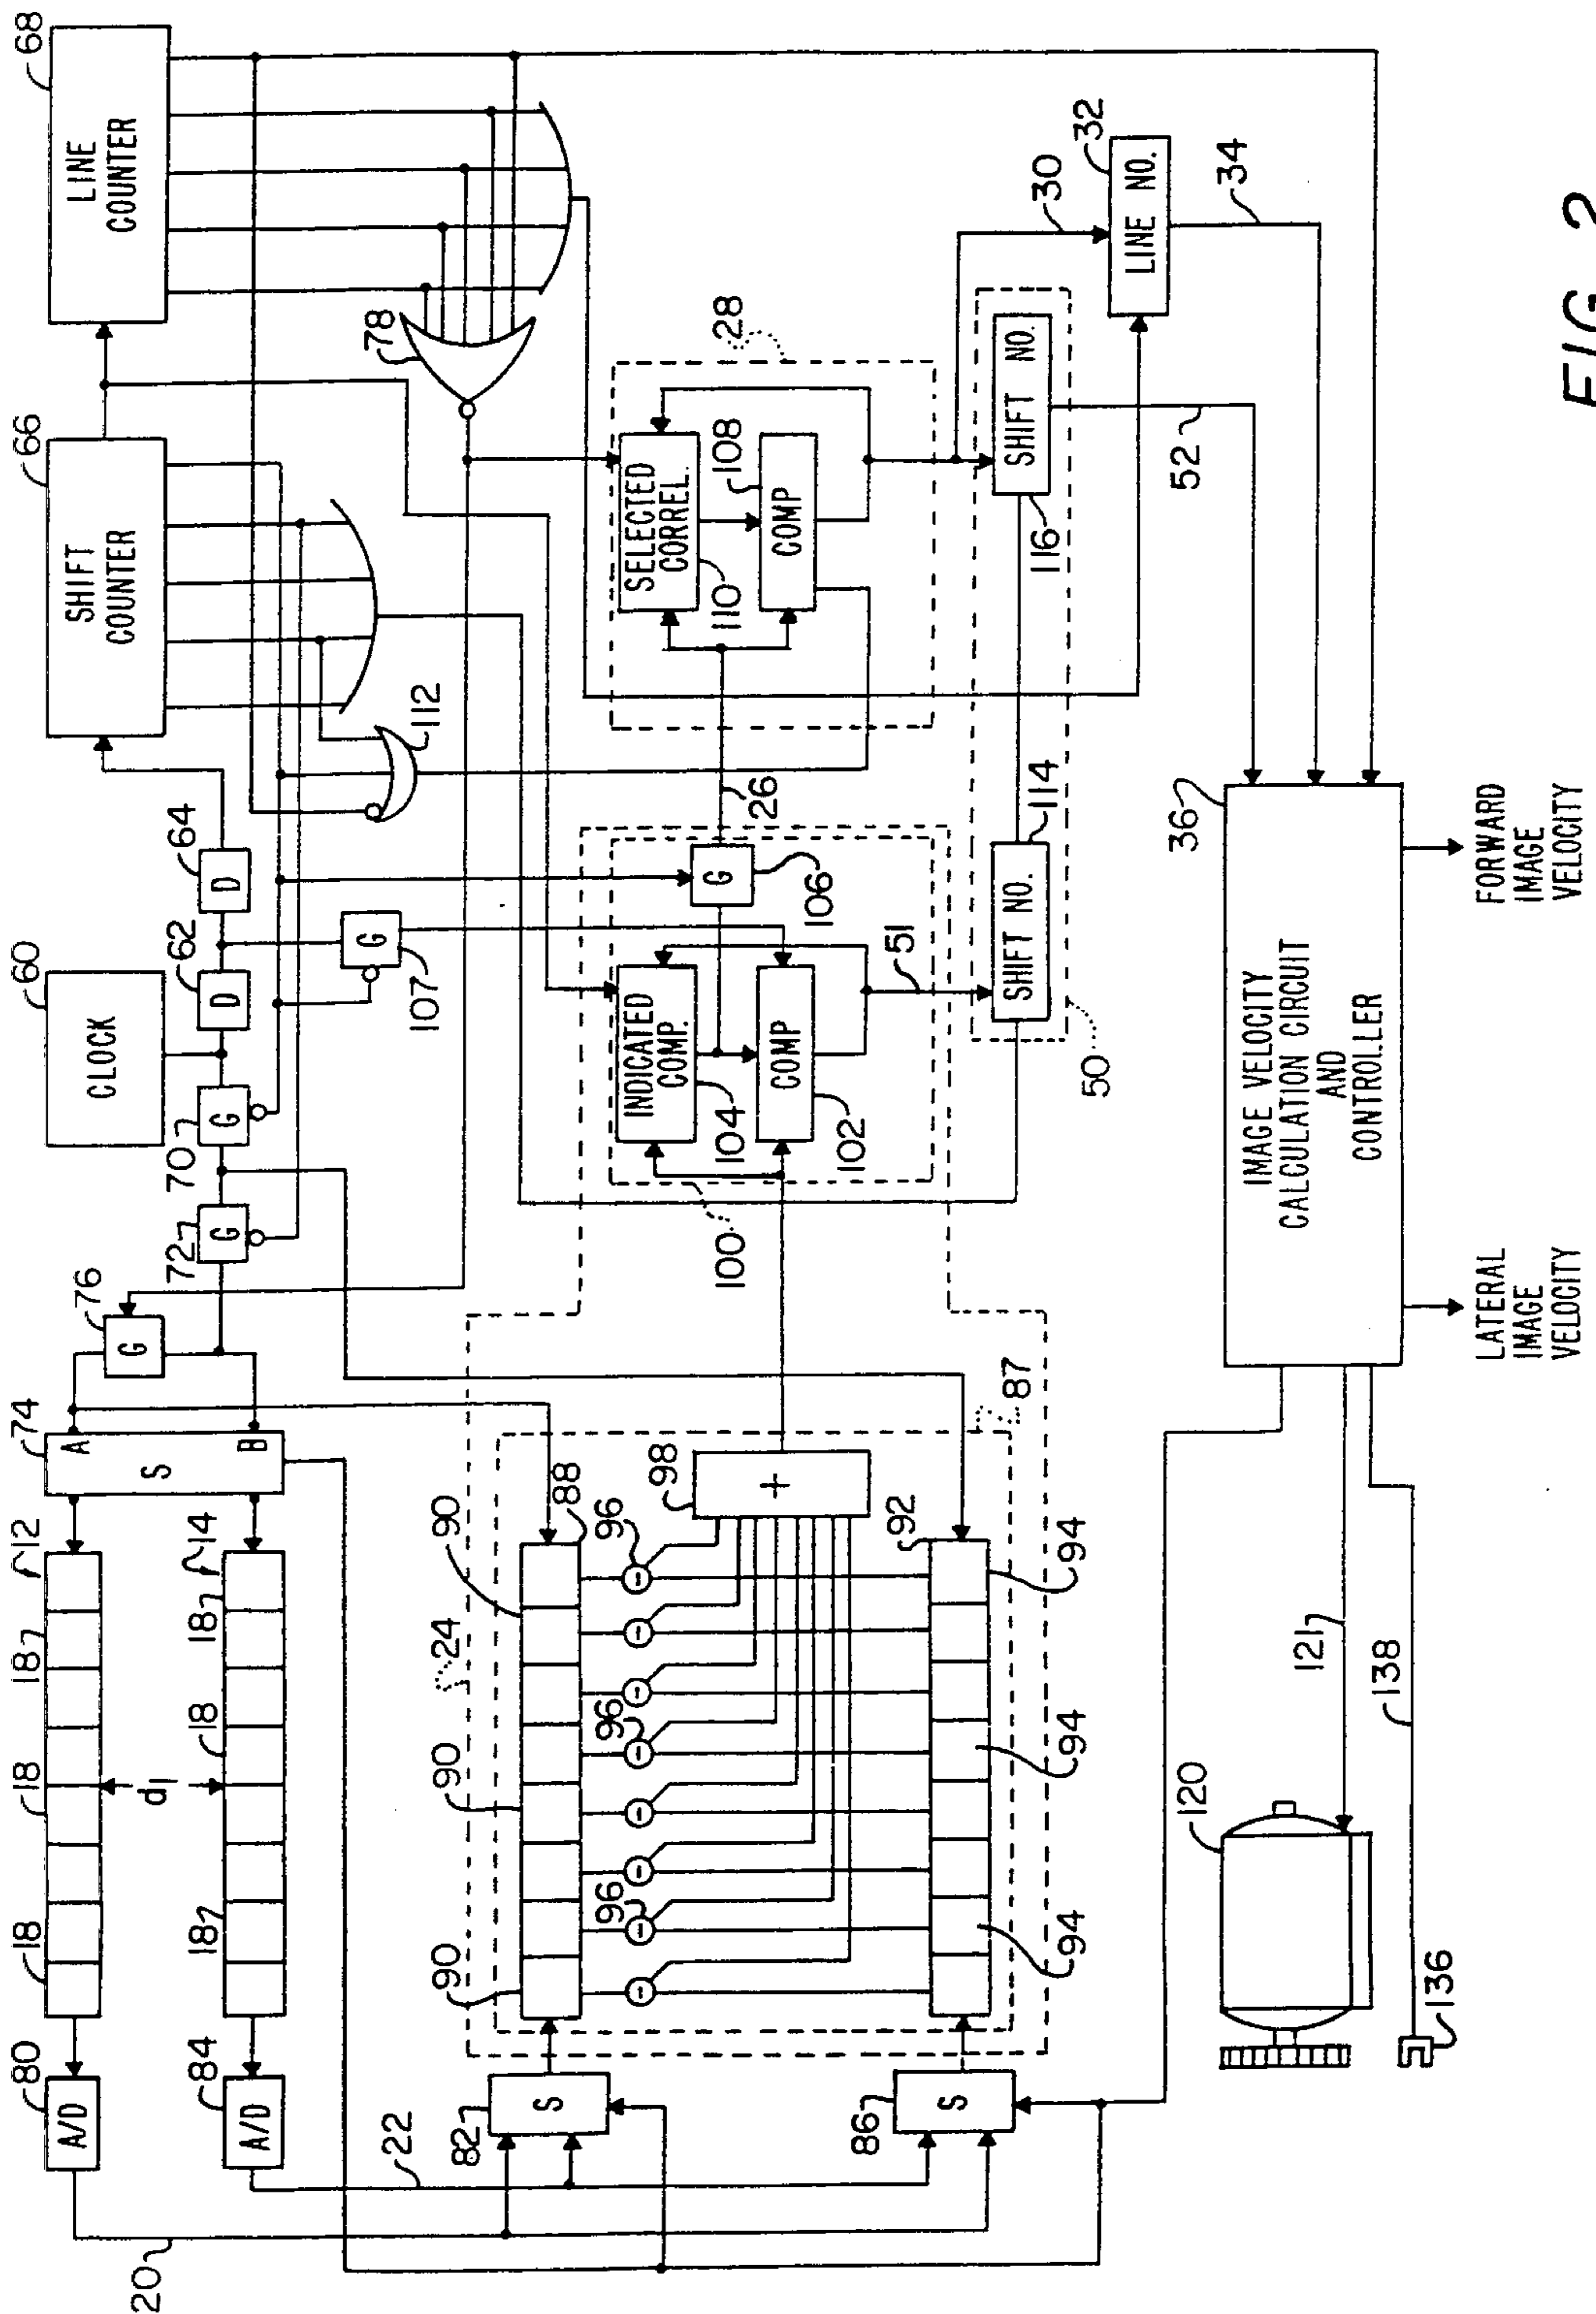 12
18
18
18
80
A/D
74
A
S
B
76
G
72
G
70
G
60
CLOCK
62
D
64
D
66
SHIFT
COUNTER
68
LINE
COUNTER
14
18
18
18
d1
84
A/D
107
G
112
78
20
22
24
82
S
90
90
90
88
96
96
96
98
+
92
94
94
94
86
S
87
100
INDICATED
COMP.
104
COMP
102
G
106
26
28
SELECTED
CORREL.
110
108
COMP
51
50
SHIFT NO.
114
SHIFT NO.
116
30
32
LINE NO.
34
52
36
IMAGE VELOCITY
CALCULATION CIRCUIT
AND
CONTROLLER
120
121
136
138
LATERAL
IMAGE
VELOCITY
FORWARD
IMAGE
VELOCITY
FIG 2